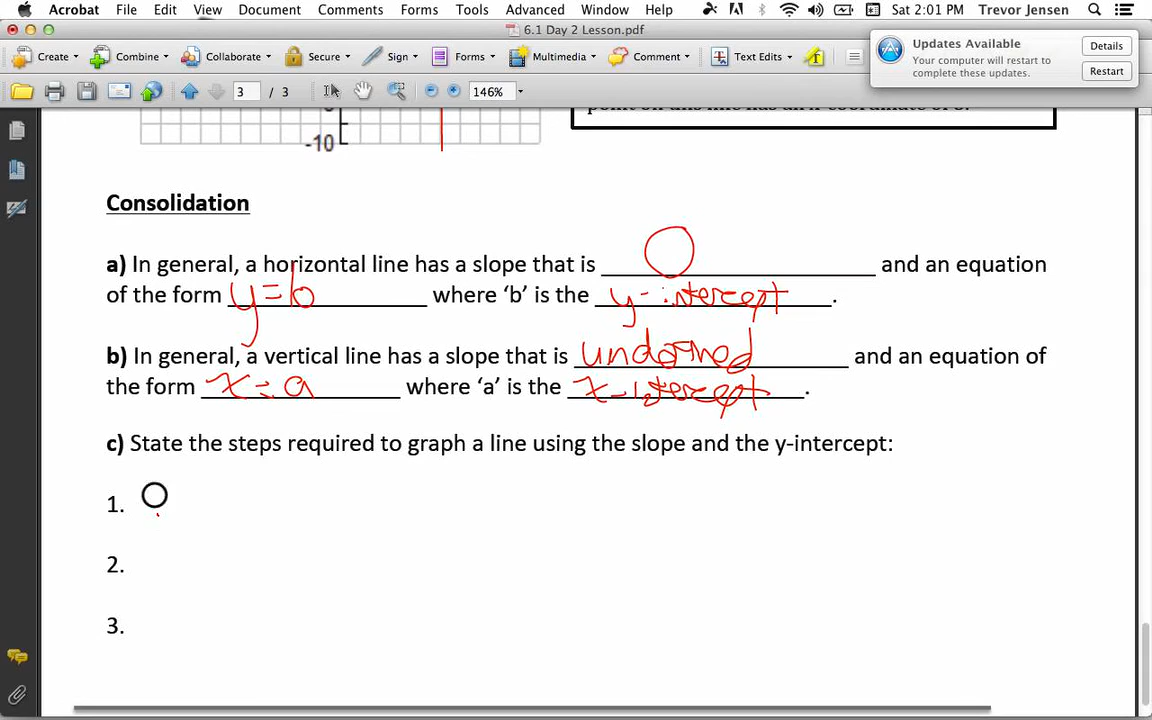 Acrobat File Edit View Document Comments Forms Tools Advanced Window Help Sat 2:01 PM Trevor Jensen
6.1 Day 2 Lesson.pdf
Updates Available
Your computer will restart to complete these updates.
Details
Restart
Create Combine Collaborate Secure Sign Forms Multimedia Comment Text Edits T
3 / 3 146%
-10
Consolidation
a) In general, a horizontal line has a slope that is 0 and an equation
of the form y=b where ‘b’ is the y-intercept.
b) In general, a vertical line has a slope that is undefined and an equation of
the form x=a where ‘a’ is the x-intercept.
c) State the steps required to graph a line using the slope and the y-intercept:
1.
2.
3.